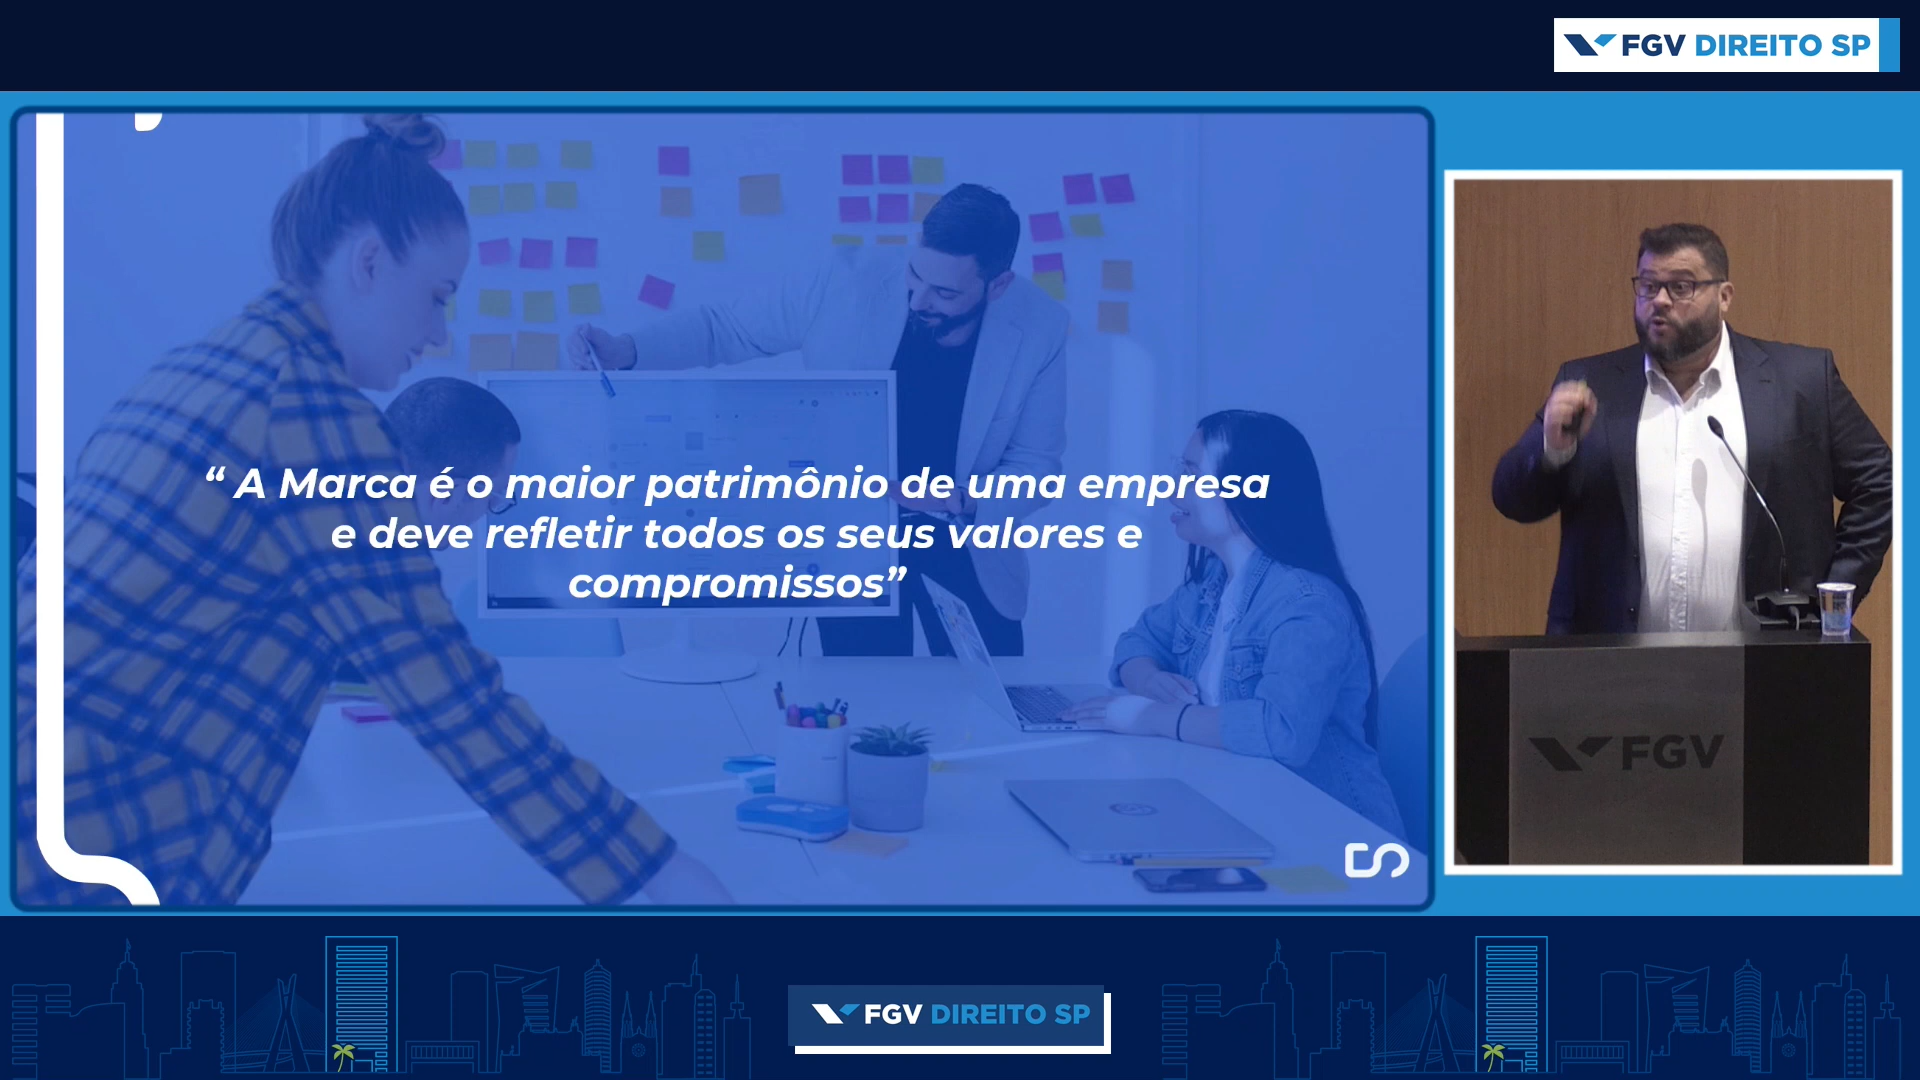 FGV DIREITO SP
“ A Marca é o maior patrimônio de uma empresa
e deve refletir todos os seus valores e
compromissos”
FGV
FGV DIREITO SP